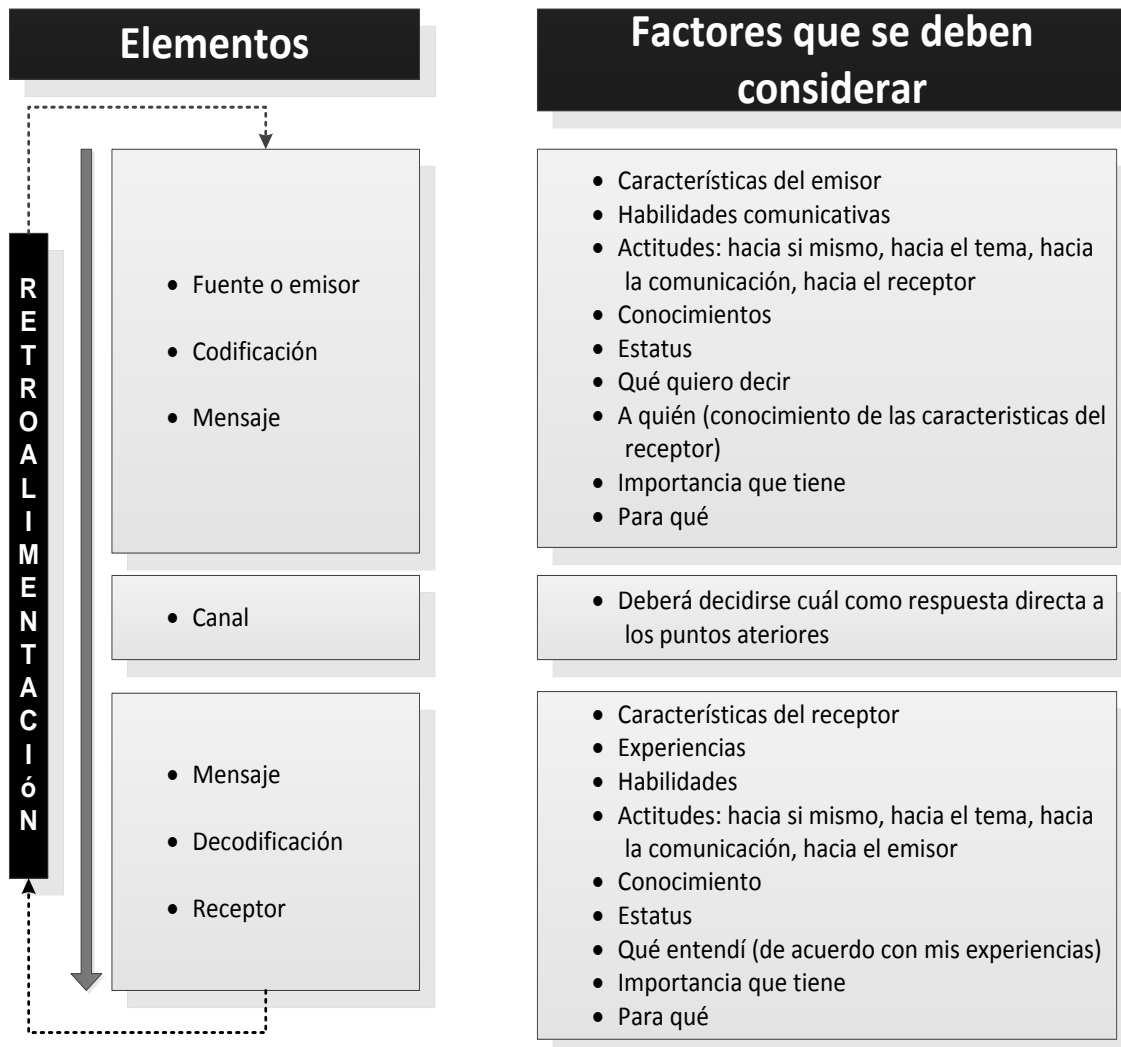 Elementos
Factores que se deben
considerar
RETROALIMENTACIóN
• Fuente o emisor
• Codificación
• Mensaje
• Características del emisor
• Habilidades comunicativas
• Actitudes: hacia si mismo, hacia el tema, hacia
la comunicación, hacia el receptor
• Conocimientos
• Estatus
• Qué quiero decir
• A quién (conocimiento de las caracteristicas del
receptor)
• Importancia que tiene
• Para qué
• Canal
• Deberá decidirse cuál como respuesta directa a
los puntos ateriores
• Mensaje
• Decodificación
• Receptor
• Características del receptor
• Experiencias
• Habilidades
• Actitudes: hacia si mismo, hacia el tema, hacia
la comunicación, hacia el emisor
• Conocimiento
• Estatus
• Qué entendí (de acuerdo con mis experiencias)
• Importancia que tiene
• Para qué